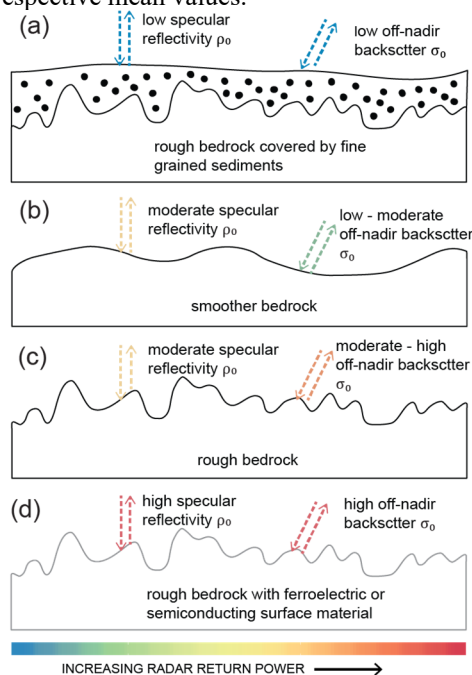 espective mean values.
(a)
low specular
reflectivity ρ₀
low off-nadir
backsctter σ₀
rough bedrock covered by fine
grained sediments
(b)
moderate specular
reflectivity ρ₀
low - moderate
off-nadir backsctter
σ₀
smoother bedrock
(c)
moderate specular
reflectivity ρ₀
moderate - high
off-nadir backsctter
σ₀
rough bedrock
(d)
high specular
reflectivity ρ₀
high off-nadir
backsctter σ₀
rough bedrock with ferroelectric or
semiconducting surface material
INCREASING RADAR RETURN POWER